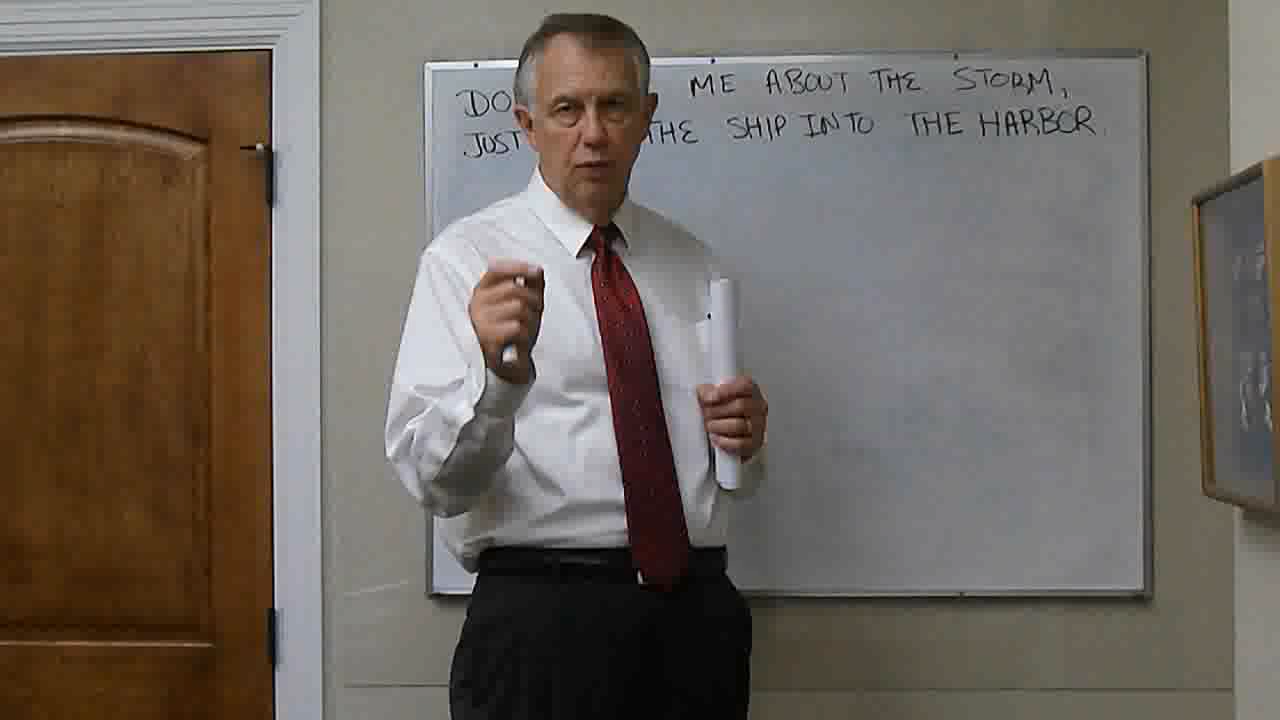 DO ME ABOUT THE STORM,
JUST THE SHIP INTO THE HARBOR.